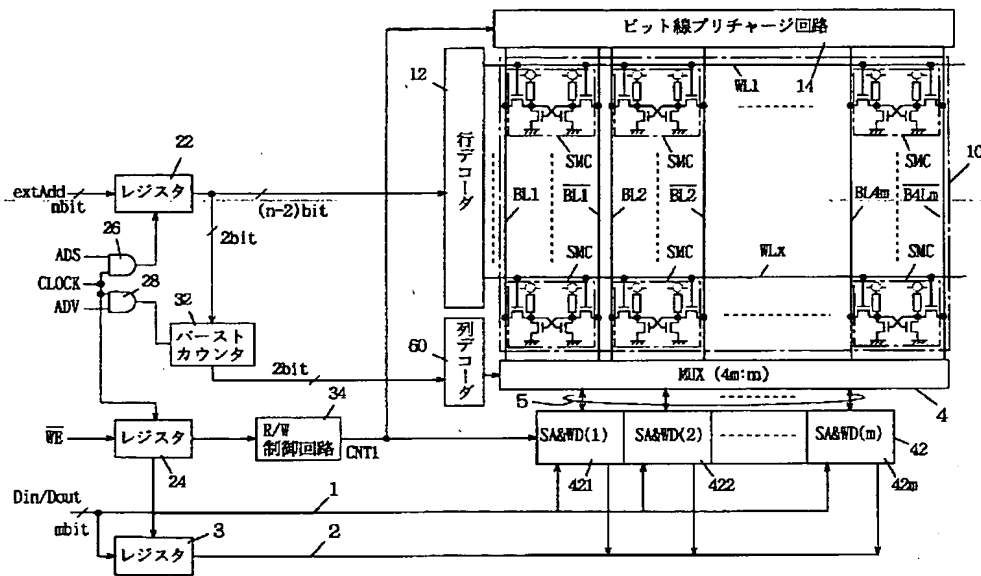 ビット線プリチャージ回路
12
WL1
14
行デコーダ
22
SMC
SMC
SMC
10
extAdd
レジスタ
nbit
(n-2)bit
BL1
BL1
BL2
BL2
BL4m
B4Lm
26
ADS
2bit
CLOCK
28
SMC
SMC
WLx
SMC
ADV
32
バースト
カウンタ
60
列デコーダ
2bit
MUX (4m:m)
34
5
4
WE
レジスタ
R/W
制御回路
CNT1
SA&WD(1)
SA&WD(2)
SA&WD(m)
42
24
421
422
42m
Din/Dout
1
mbit
3
レジスタ
2